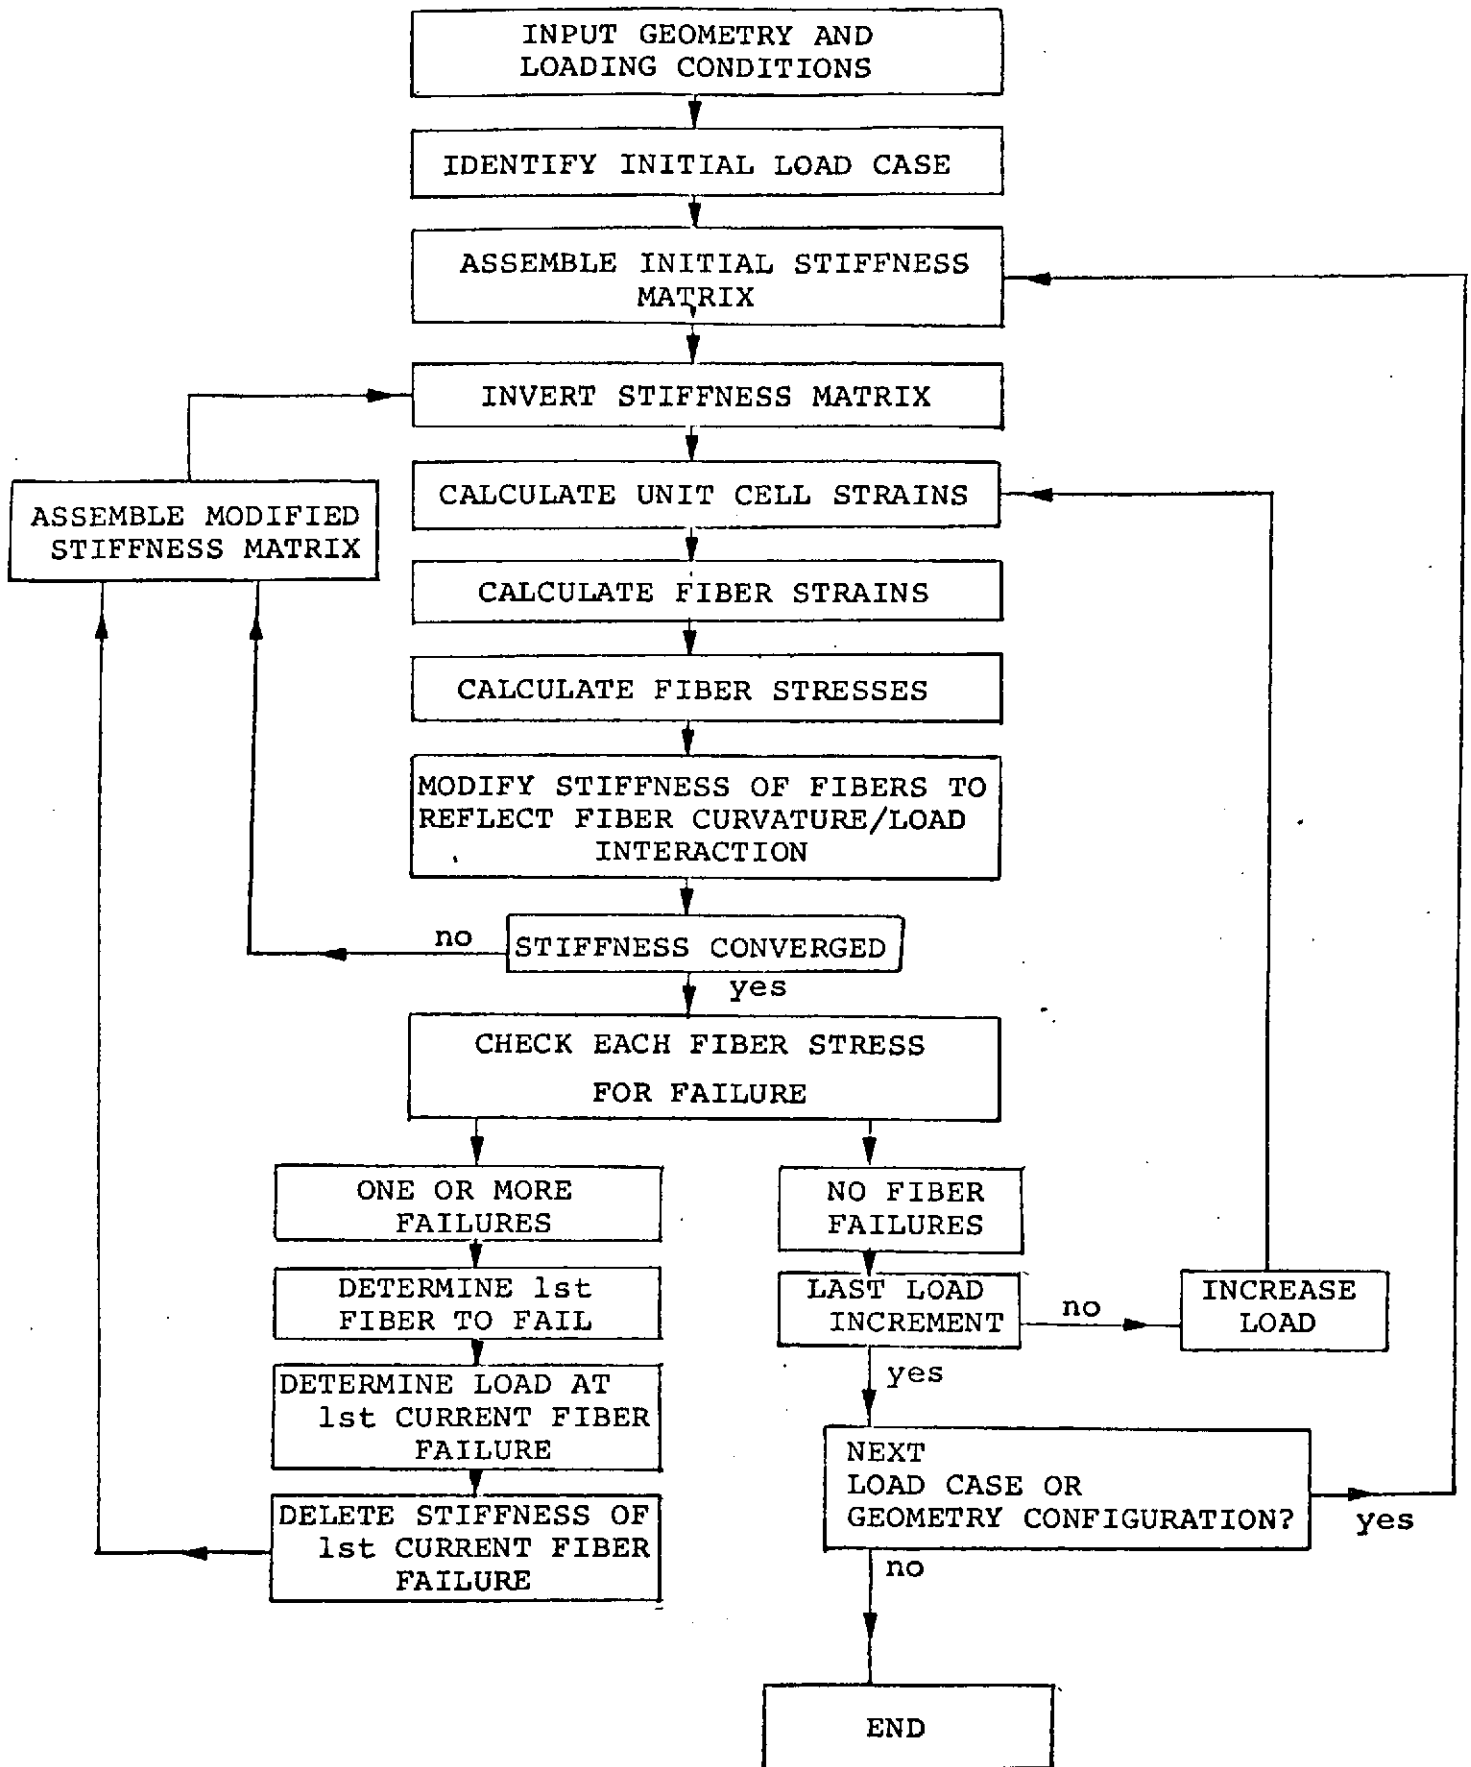 INPUT GEOMETRY AND
LOADING CONDITIONS
IDENTIFY INITIAL LOAD CASE
ASSEMBLE INITIAL STIFFNESS
MATRIX
INVERT STIFFNESS MATRIX
ASSEMBLE MODIFIED
STIFFNESS MATRIX
CALCULATE UNIT CELL STRAINS
CALCULATE FIBER STRAINS
CALCULATE FIBER STRESSES
MODIFY STIFFNESS OF FIBERS TO
REFLECT FIBER CURVATURE/LOAD
INTERACTION
no
STIFFNESS CONVERGED
yes
CHECK EACH FIBER STRESS
FOR FAILURE
ONE OR MORE
FAILURES
DETERMINE 1st
FIBER TO FAIL
DETERMINE LOAD AT
1st CURRENT FIBER
FAILURE
DELETE STIFFNESS OF
1st CURRENT FIBER
FAILURE
NO FIBER
FAILURES
LAST LOAD
INCREMENT
no
INCREASE
LOAD
yes
NEXT
LOAD CASE OR
GEOMETRY CONFIGURATION?
yes
no
END